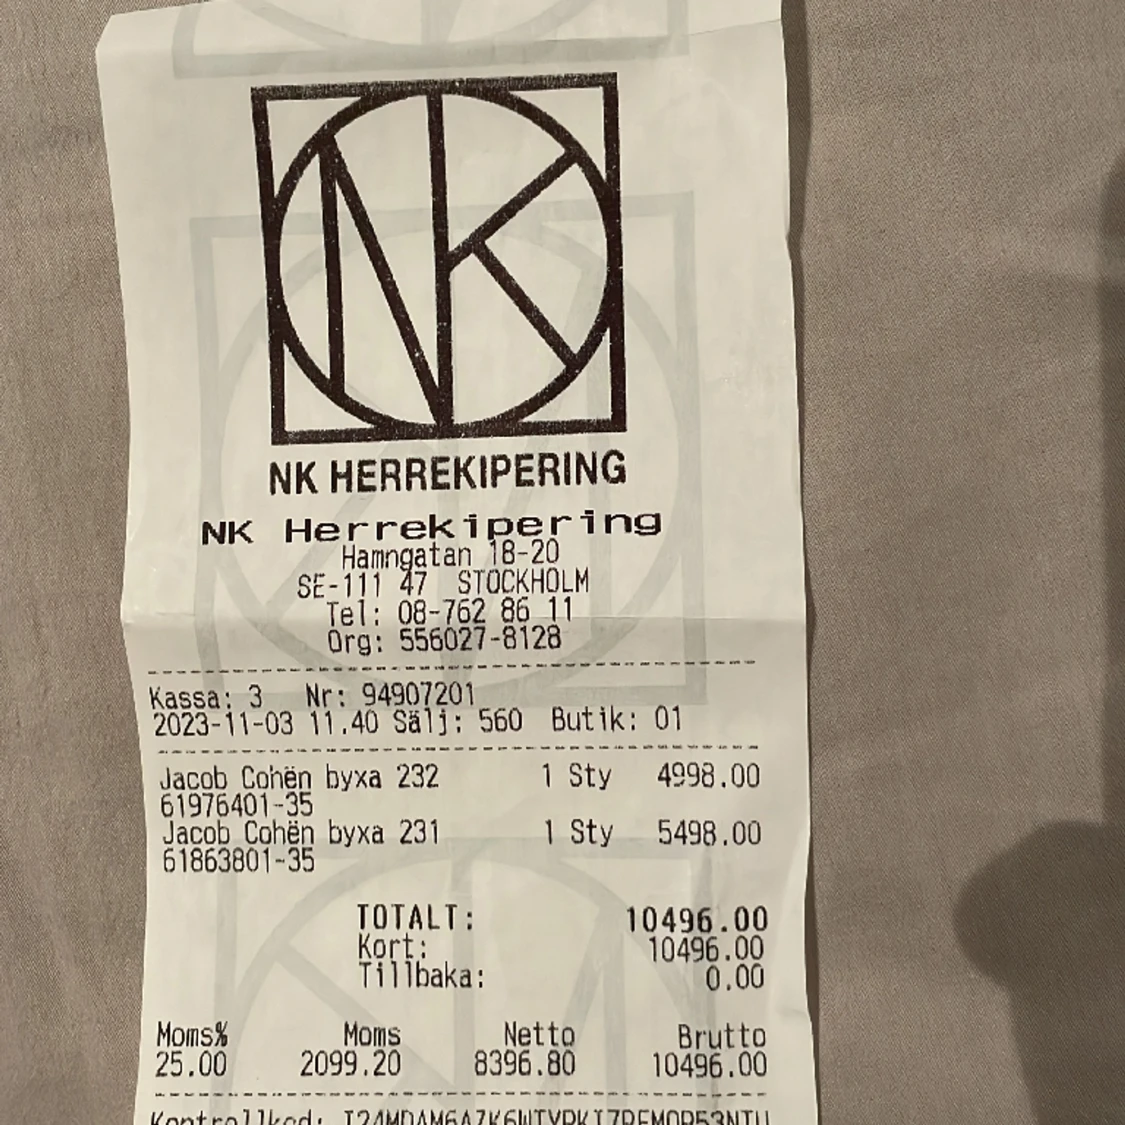 NK
NK HERREKIPERING
NK Herrekipering
Hamngatan 18-20
SE-111 47 STOCKHOLM
Tel: 08-762 86 11
Org: 556027-8128
Kassa: 3 Nr: 94907201
2023-11-03 11.40 Sälj: 560 Butik: 01
Jacob Cohën byxa 232 1 Sty 4998.00
61976401-35
Jacob Cohën byxa 231 1 Sty 5498.00
61863801-35
TOTALT: 10496.00
Kort: 10496.00
Tillbaka: 0.00
Moms% Moms Netto Brutto
25.00 2099.20 8396.80 10496.00
Kontrollkod: